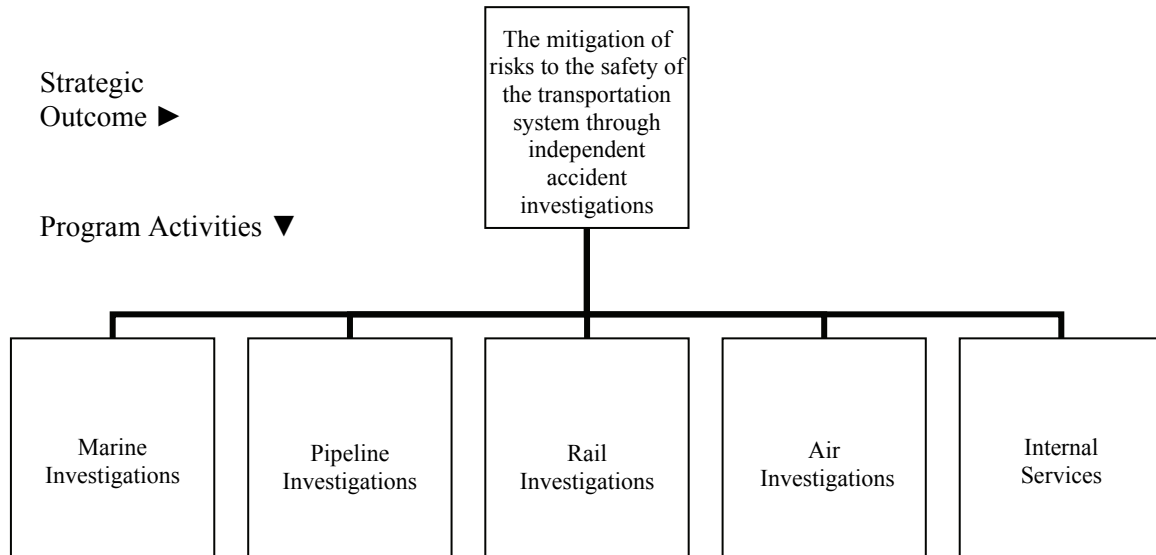 The mitigation of
risks to the safety of
the transportation
system through
independent
accident
investigations
Strategic
Outcome ►
Program Activities ▼
Marine
Investigations
Pipeline
Investigations
Rail
Investigations
Air
Investigations
Internal
Services